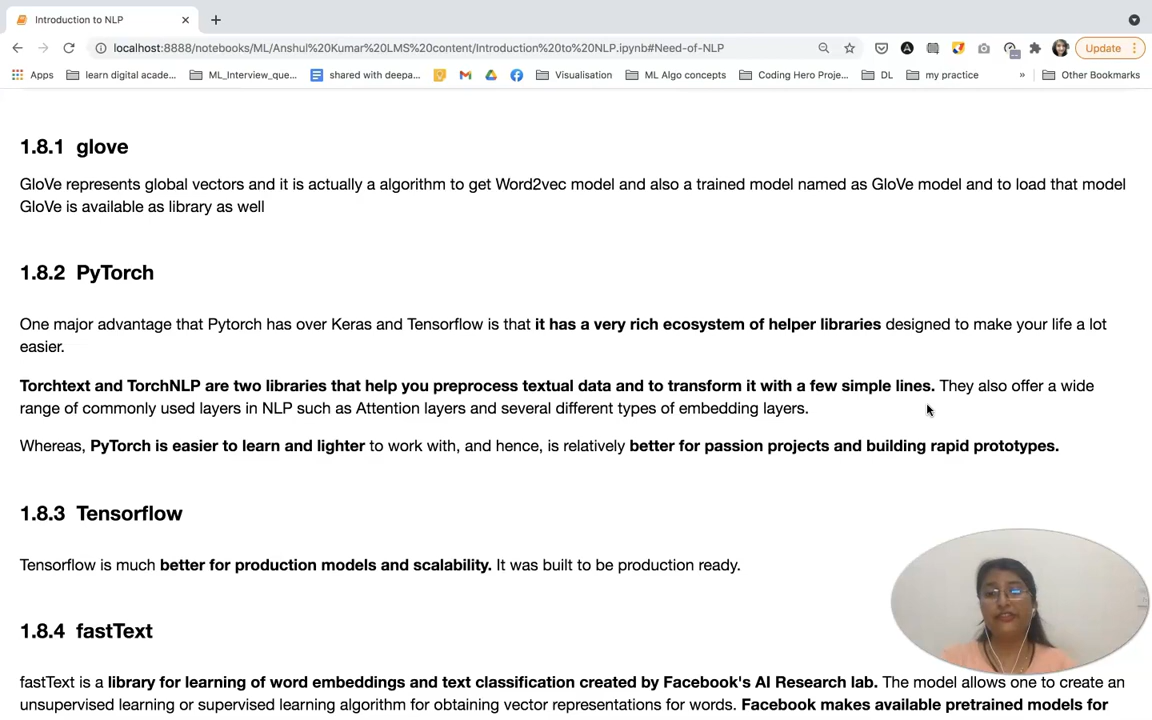 Introduction to NLP
localhost:8888/notebooks/ML/Anshul%20Kumar%20LMS%20content/Introduction%20to%20NLP.ipynb#Need-of-NLP
Update
Apps
learn digital acade...
ML_Interview_que...
shared with deepa...
Visualisation
ML Algo concepts
Coding Hero Proje...
DL
my practice
»
Other Bookmarks
1.8.1 glove
GloVe represents global vectors and it is actually a algorithm to get Word2vec model and also a trained model named as GloVe model and to load that model
GloVe is available as library as well
1.8.2 PyTorch
One major advantage that Pytorch has over Keras and Tensorflow is that it has a very rich ecosystem of helper libraries designed to make your life a lot
easier.
Torchtext and TorchNLP are two libraries that help you preprocess textual data and to transform it with a few simple lines. They also offer a wide
range of commonly used layers in NLP such as Attention layers and several different types of embedding layers.
Whereas, PyTorch is easier to learn and lighter to work with, and hence, is relatively better for passion projects and building rapid prototypes.
1.8.3 Tensorflow
Tensorflow is much better for production models and scalability. It was built to be production ready.
1.8.4 fastText
fastText is a library for learning of word embeddings and text classification created by Facebook's AI Research lab. The model allows one to create an
unsupervised learning or supervised learning algorithm for obtaining vector representations for words. Facebook makes available pretrained models for